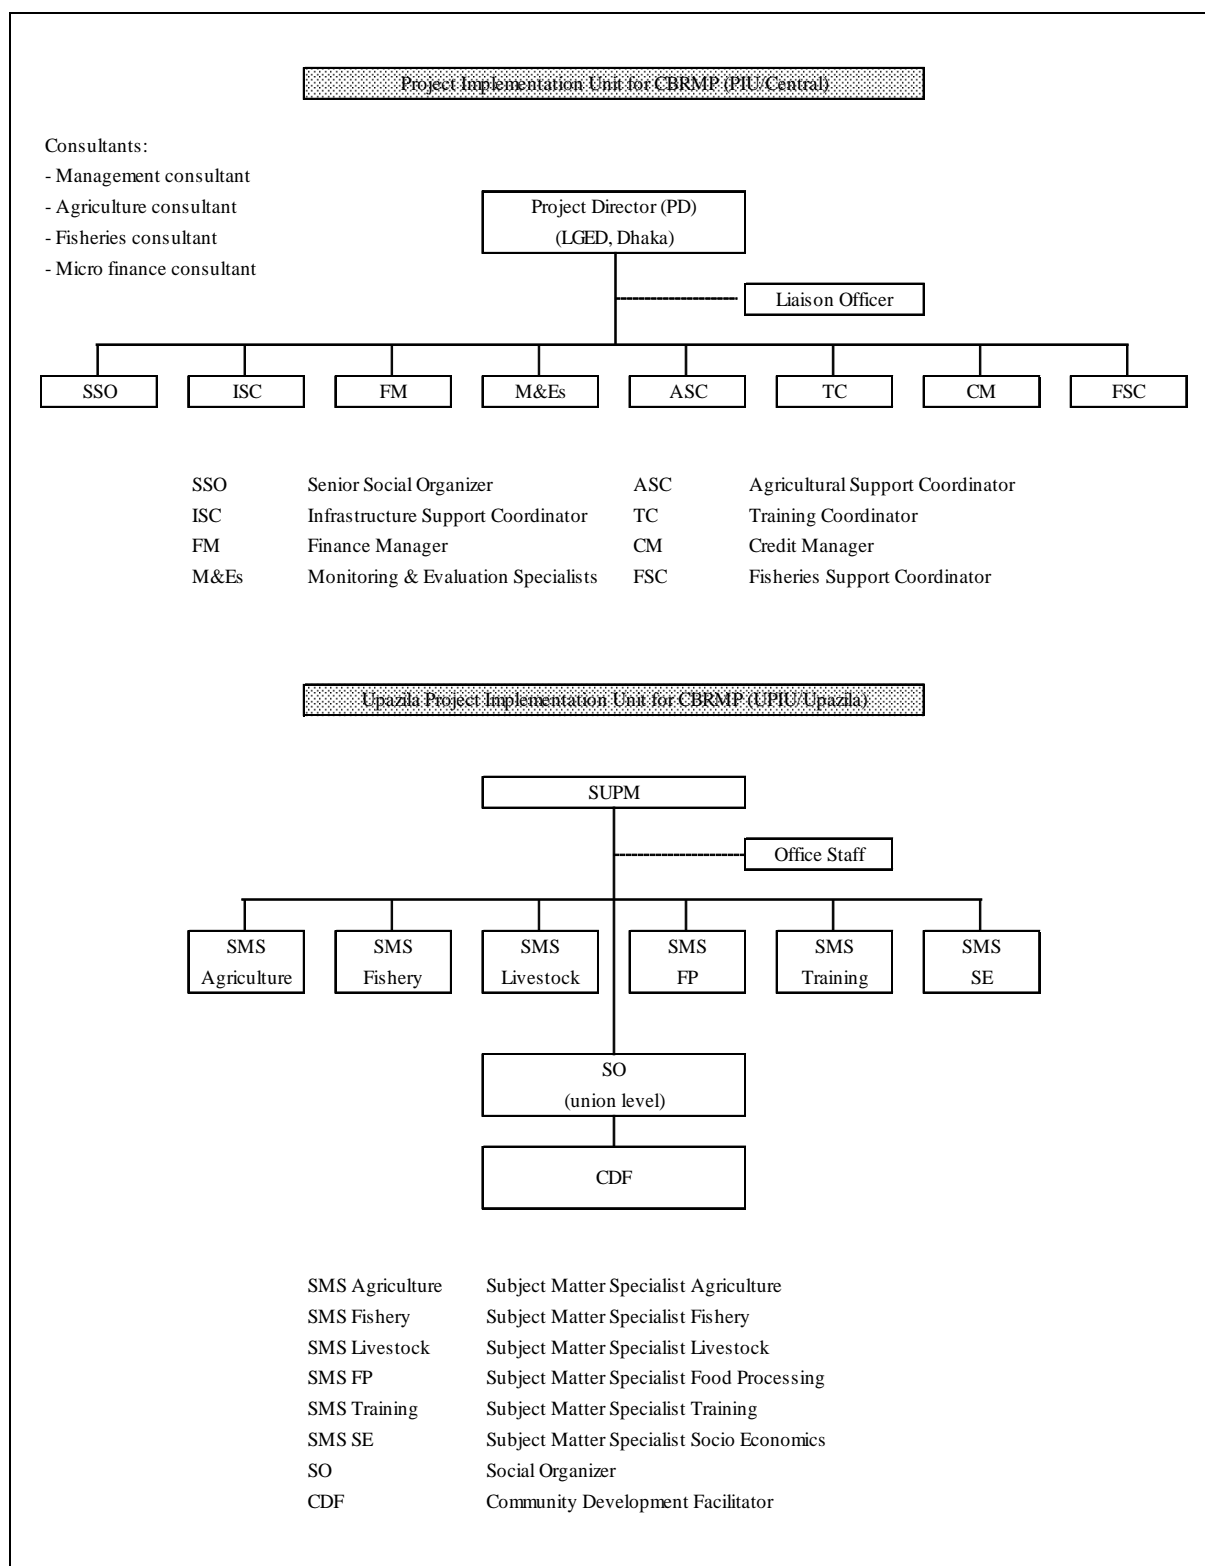 Project Implementation Unit for CBRMP (PIU/Central)
Consultants:
- Management consultant
- Agriculture consultant
- Fisheries consultant
- Micro finance consultant
Project Director (PD)
(LGED, Dhaka)
Liaison Officer
SSO ISC FM M&Es ASC TC CM FSC
SSO Senior Social Organizer ASC Agricultural Support Coordinator
ISC Infrastructure Support Coordinator TC Training Coordinator
FM Finance Manager CM Credit Manager
M&Es Monitoring & Evaluation Specialists FSC Fisheries Support Coordinator
Upazila Project Implementation Unit for CBRMP (UPIU/Upazila)
SUPM
Office Staff
SMS SMS SMS SMS SMS SMS
Agriculture Fishery Livestock FP Training SE
SO
(union level)
CDF
SMS Agriculture Subject Matter Specialist Agriculture
SMS Fishery Subject Matter Specialist Fishery
SMS Livestock Subject Matter Specialist Livestock
SMS FP Subject Matter Specialist Food Processing
SMS Training Subject Matter Specialist Training
SMS SE Subject Matter Specialist Socio Economics
SO Social Organizer
CDF Community Development Facilitator